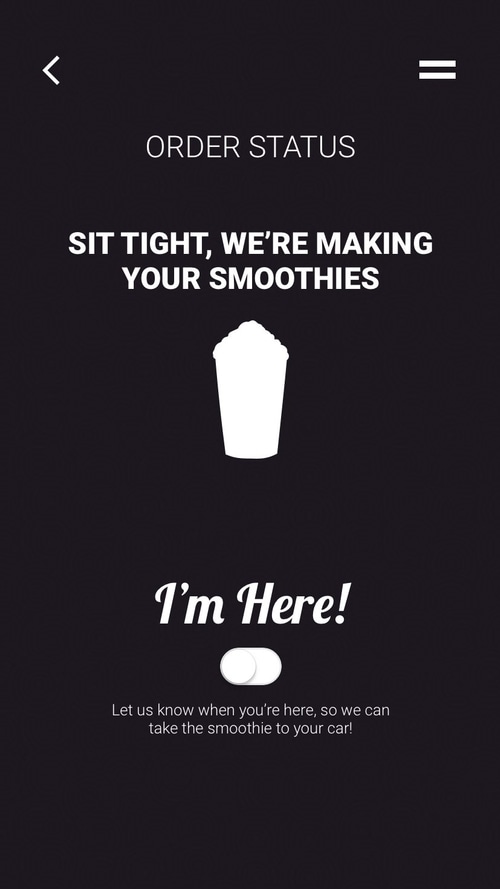 ORDER STATUS
SIT TIGHT, WE’RE MAKING
YOUR SMOOTHIES
I’m Here!
Let us know when you’re here, so we can
take the smoothie to your car!